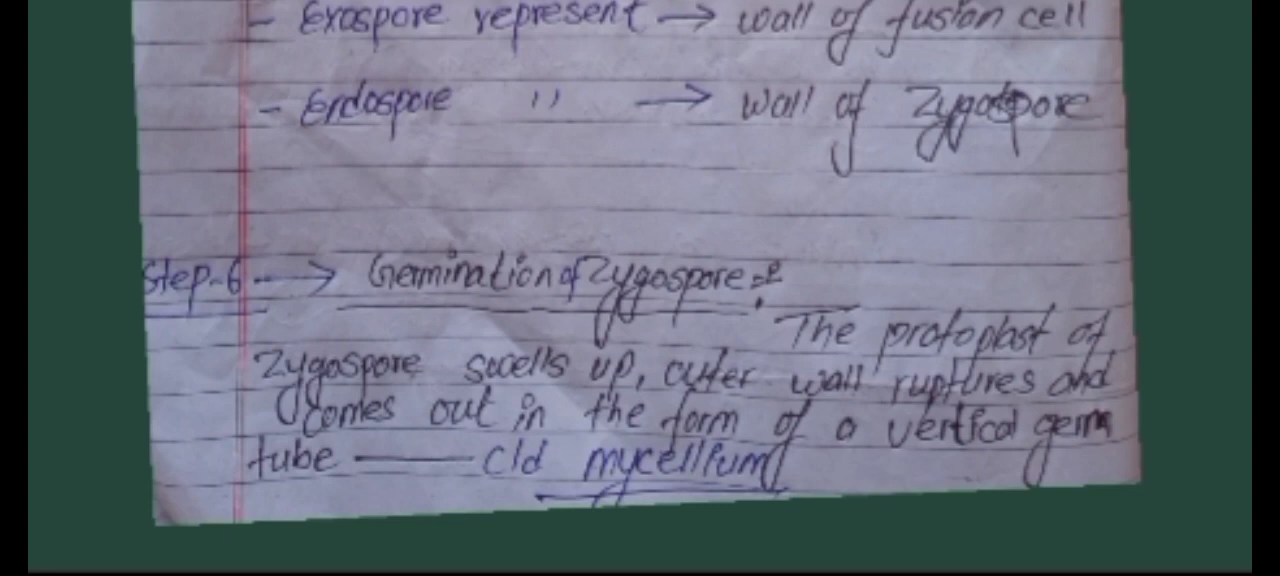 - Exospore represent → wall of fusion cell
- Endospore " → wall of Zygospore
Step-6 - → Germination of Zygospore :-
The protoplast of
Zygospore swells up, outer wall ruptures and
comes out in the form of a vertical germ
tube —— cld mycellium